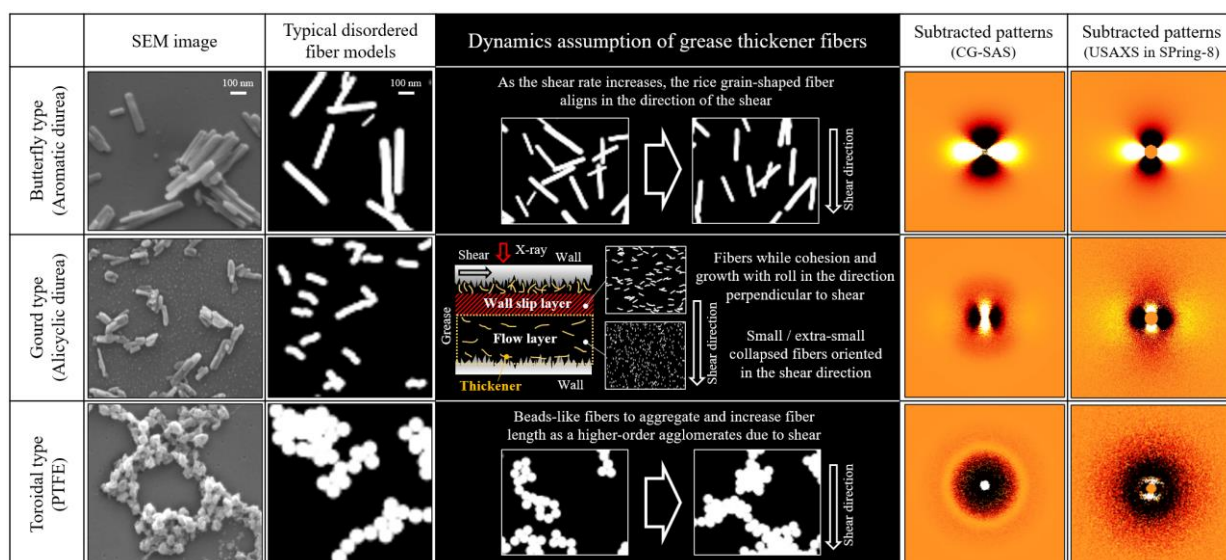 SEM image
Typical disordered
fiber models
Dynamics assumption of grease thickener fibers
Subtracted patterns
(CG-SAS)
Subtracted patterns
(USAXS in SPring-8)
Butterfly type
(Aromatic diurea)
100 nm
100 nm
As the shear rate increases, the rice grain-shaped fiber
aligns in the direction of the shear
Shear direction
Gourd type
(Alicyclic diurea)
Shear
X-ray
Wall
Grease
Wall slip layer
Flow layer
Thickener
Wall
Shear direction
Fibers while cohesion and
growth with roll in the direction
perpendicular to shear
Small / extra-small
collapsed fibers oriented
in the shear direction
Toroidal type
(PTFE)
Beads-like fibers to aggregate and increase fiber
length as a higher-order agglomerates due to shear
Shear direction